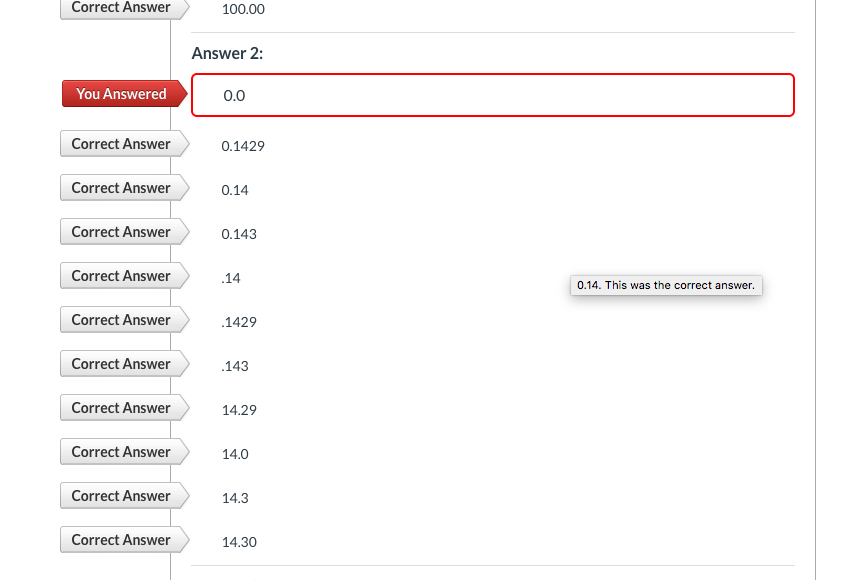 Correct Answer 100.00
Answer 2:
You Answered 0.0
Correct Answer 0.1429
Correct Answer 0.14
Correct Answer 0.143
Correct Answer .14
0.14. This was the correct answer.
Correct Answer .1429
Correct Answer .143
Correct Answer 14.29
Correct Answer 14.0
Correct Answer 14.3
Correct Answer 14.30